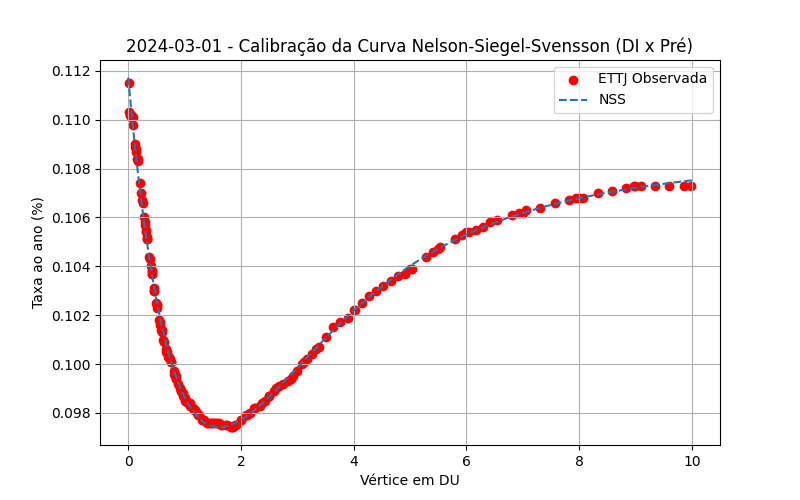 2024-03-01 - Calibração da Curva Nelson-Siegel-Svensson (DI x Pré)
ETTJ Observada
NSS
Taxa ao ano (%)
0.112
0.110
0.108
0.106
0.104
0.102
0.100
0.098
0 2 4 6 8 10
Vértice em DU